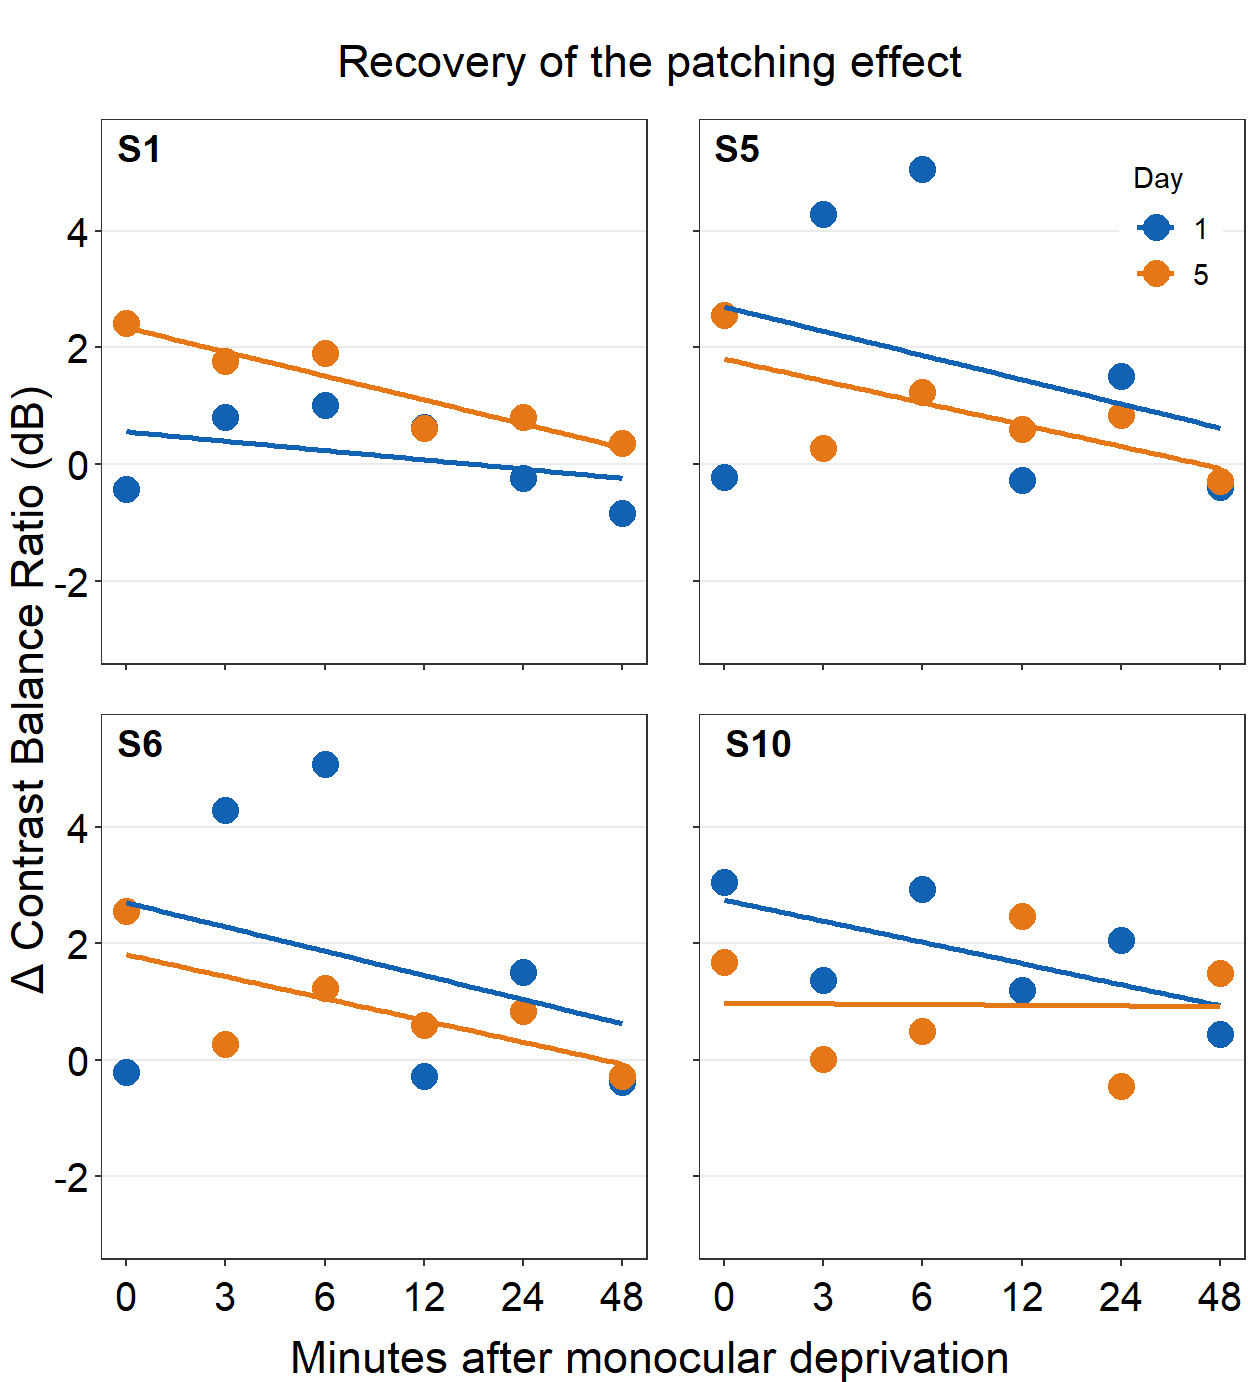 Recovery of the patching effect
S1
S5
Day
1
5
4
2
0
-2
S6
S10
4
2
0
-2
0 3 6 12 24 48
0 3 6 12 24 48
Δ Contrast Balance Ratio (dB)
Minutes after monocular deprivation